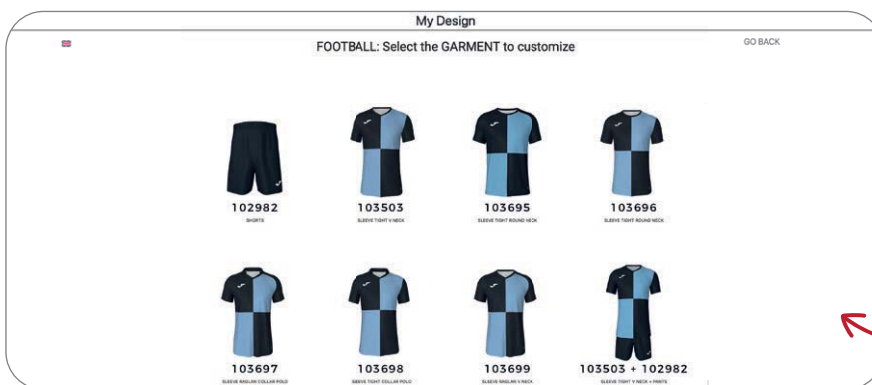 My Design
FOOTBALL: Select the GARMENT to customize
GO BACK
102982
SHORTS
103503
SLEEVE TIGHT V NECK
103695
SLEEVE TIGHT ROUND NECK
103696
SLEEVE TIGHT ROUND NECK
103697
SLEEVE RAGLAN COLLAR POLO
103698
SLEEVE TIGHT COLLAR POLO
103699
SLEEVE RAGLAN V NECK
103503 + 102982
SLEEVE TIGHT V NECK + PANTS